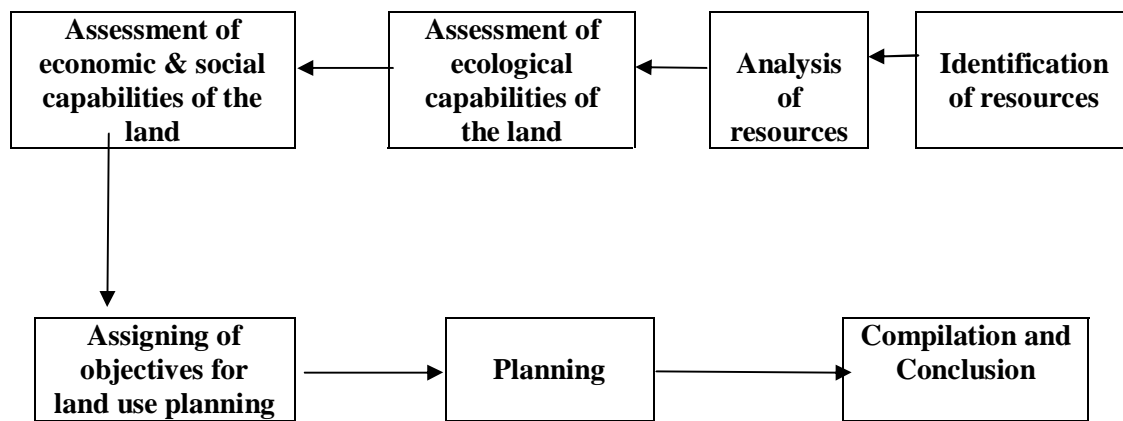 Assessment of
economic & social
capabilities of the
land
Assessment of
ecological
capabilities of
the land
Analysis
of
resources
Identification
of resources
Assigning of
objectives for
land use planning
Planning
Compilation and
Conclusion